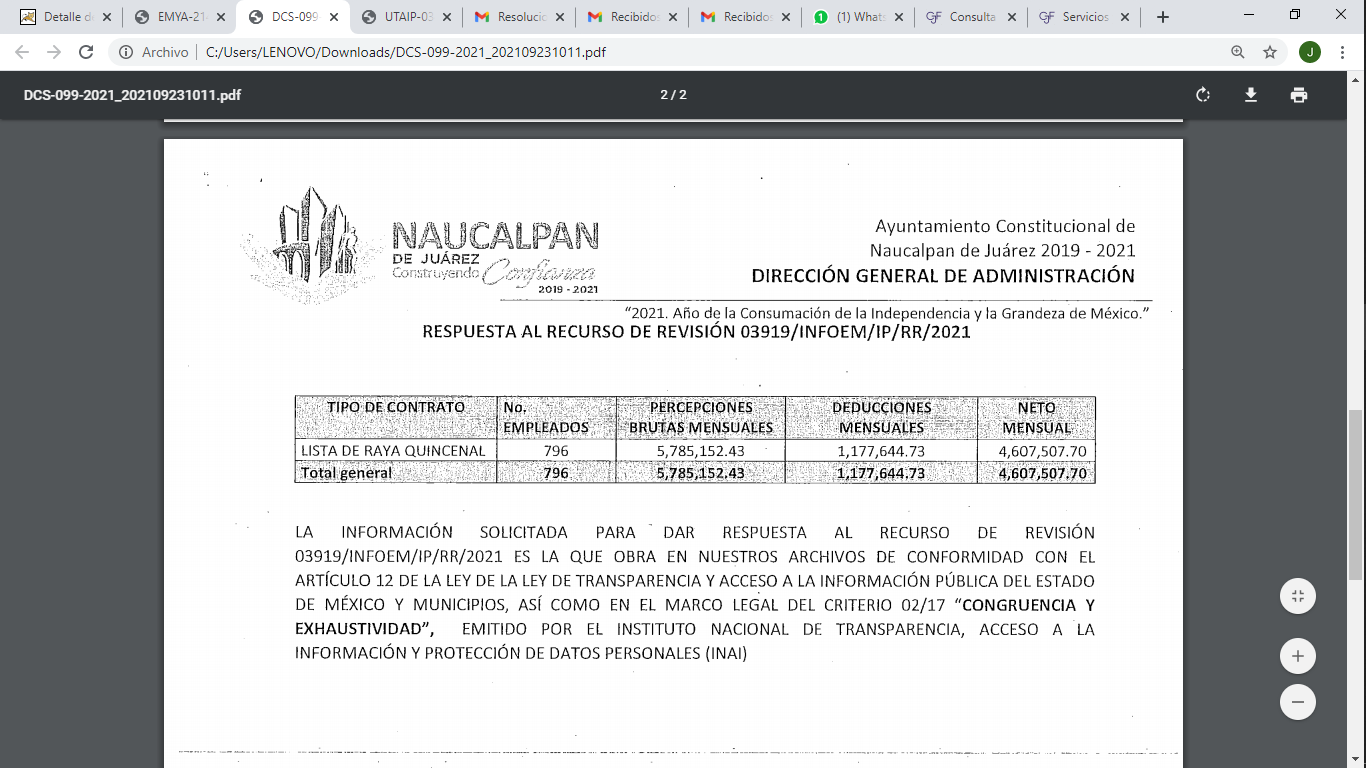 Detalle de
EMYA-21-
DCS-099
UTAIP-03
Resolució
Recibidos
Recibidos
(1) Whats
Consulta
Servicios
Archivo | C:/Users/LENOVO/Downloads/DCS-099-2021_202109231011.pdf
J
DCS-099-2021_202109231011.pdf
2 / 2
NAUCALPAN
DE JUÁREZ
Construyendo Confianza
2019 - 2021
Ayuntamiento Constitucional de
Naucalpan de Juárez 2019 - 2021
DIRECCIÓN GENERAL DE ADMINISTRACIÓN
"2021. Año de la Consumación de la Independencia y la Grandeza de México."
RESPUESTA AL RECURSO DE REVISIÓN 03919/INFOEM/IP/RR/2021
TIPO DE CONTRATO No. PERCEPCIONES DEDUCCIONES NETO
EMPLEADOS BRUTAS MENSUALES MENSUALES MENSUAL
LISTA DE RAYA QUINCENAL 796 5,785,152.43 1,177,644.73 4,607,507.70
Total general 796 5,785,152.43 1,177,644.73 4,607,507.70
LA INFORMACIÓN SOLICITADA PARA DAR RESPUESTA AL RECURSO DE REVISIÓN
03919/INFOEM/IP/RR/2021 ES LA QUE OBRA EN NUESTROS ARCHIVOS DE CONFORMIDAD CON EL
ARTÍCULO 12 DE LA LEY DE LA LEY DE TRANSPARENCIA Y ACCESO A LA INFORMACIÓN PÚBLICA DEL ESTADO
DE MÉXICO Y MUNICIPIOS, ASÍ COMO EN EL MARCO LEGAL DEL CRITERIO 02/17 "CONGRUENCIA Y
EXHAUSTIVIDAD", EMITIDO POR EL INSTITUTO NACIONAL DE TRANSPARENCIA, ACCESO A LA
INFORMACIÓN Y PROTECCIÓN DE DATOS PERSONALES (INAI)